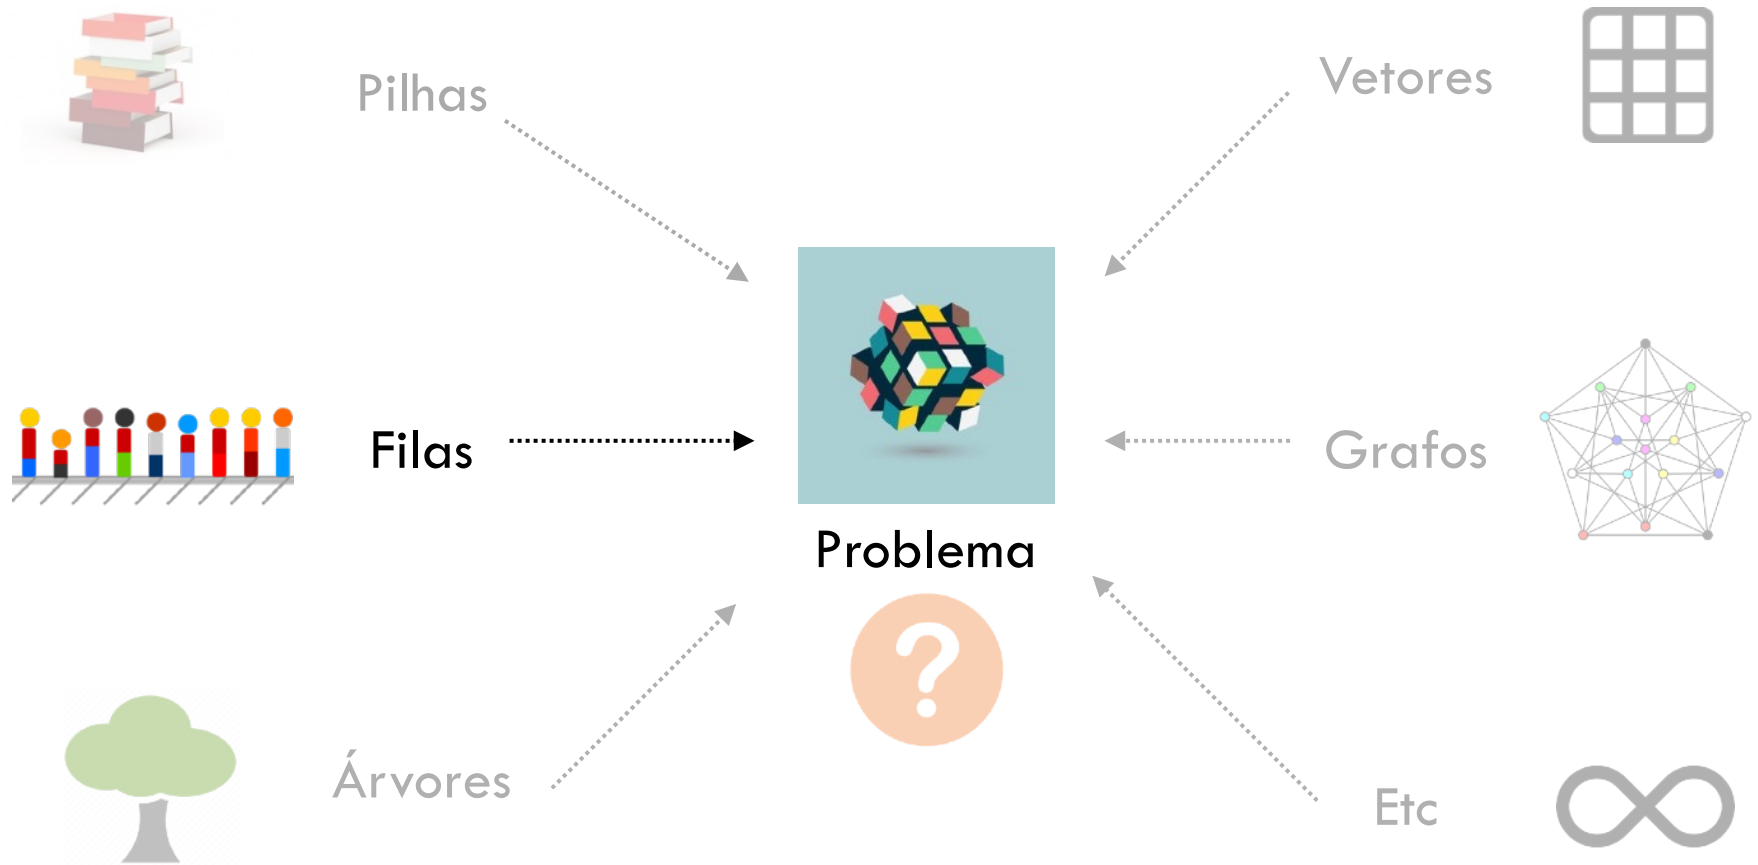 Pilhas
Vetores
Filas
Grafos
Problema
?
Árvores
Etc